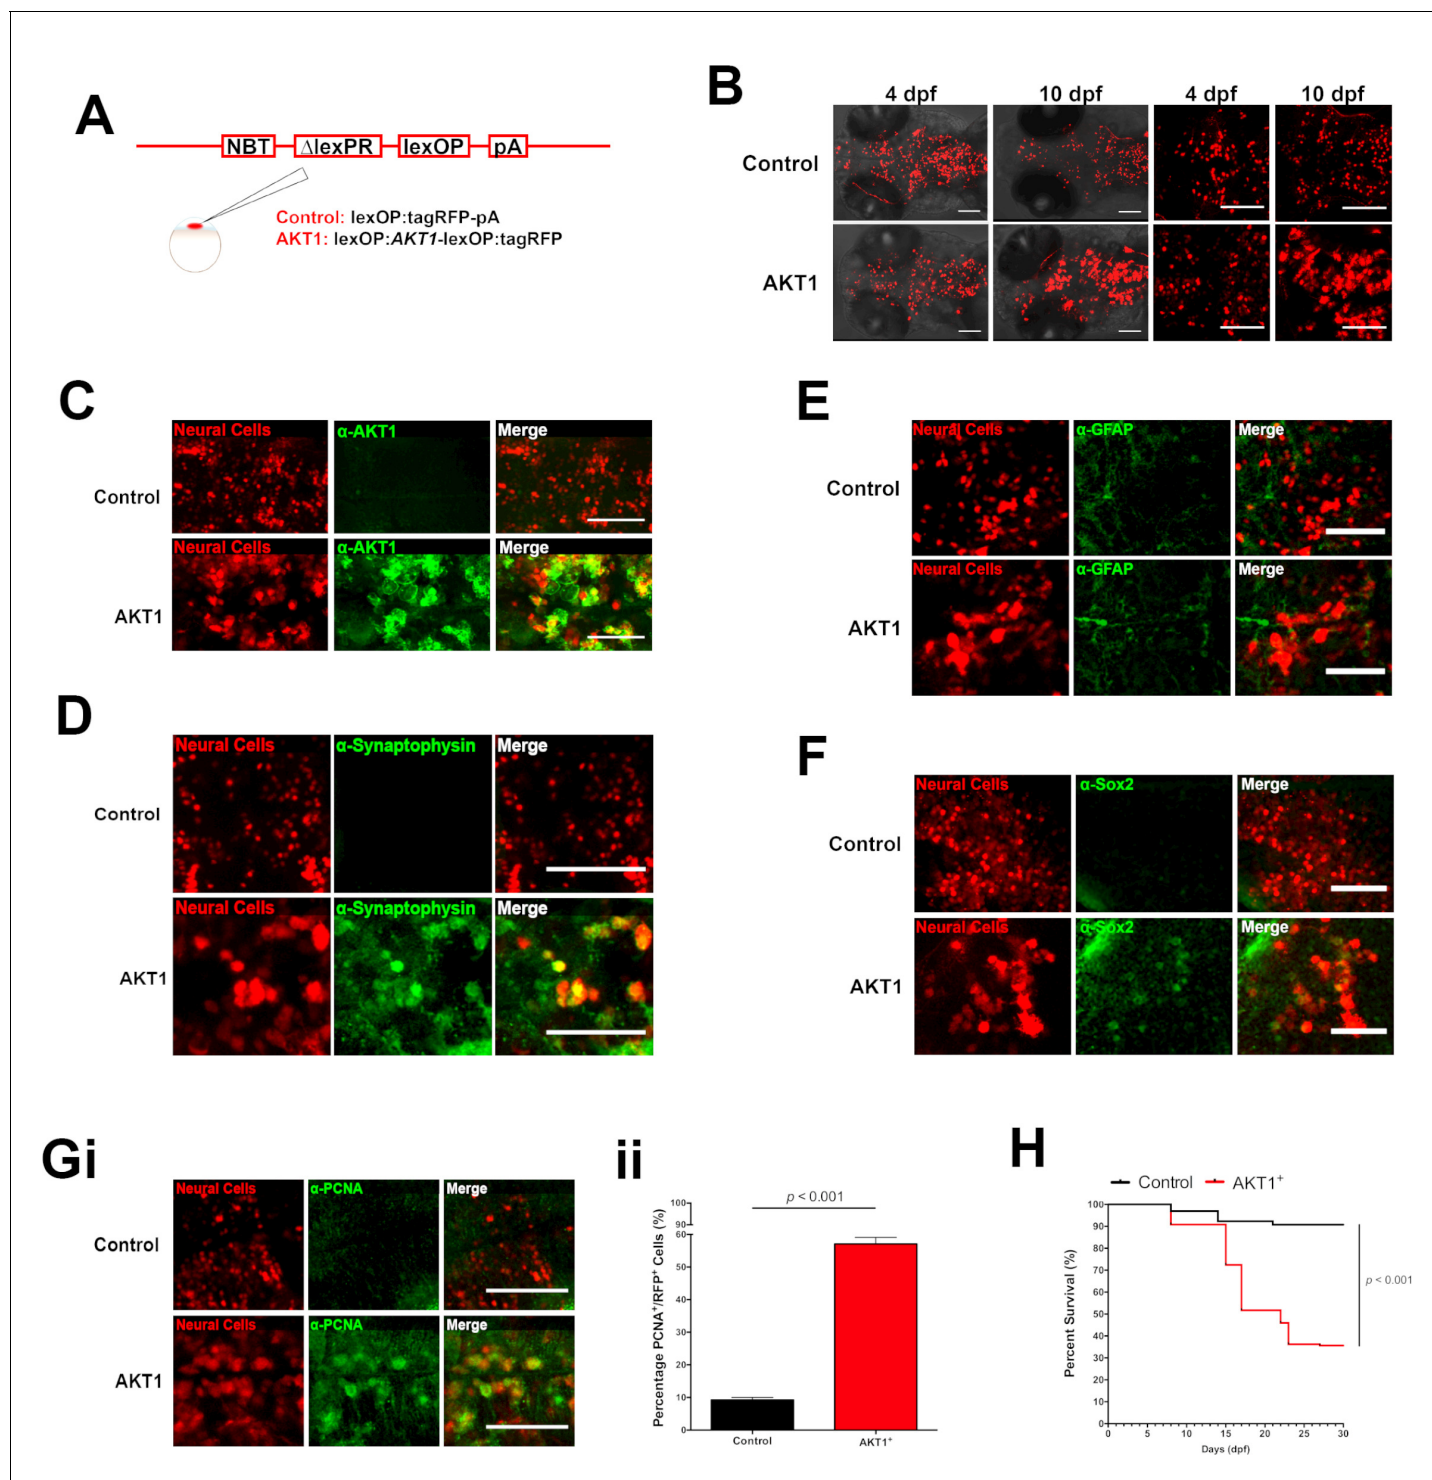 A
NBT ΔlexPR lexOP pA
Control: lexOP:tagRFP-pA
AKT1: lexOP:AKT1-lexOP:tagRFP
B
4 dpf 10 dpf 4 dpf 10 dpf
Control
AKT1
C
Neural Cells α-AKT1 Merge
Control
Neural Cells α-AKT1 Merge
AKT1
D
Neural Cells α-Synaptophysin Merge
Control
Neural Cells α-Synaptophysin Merge
AKT1
E
Neural Cells α-GFAP Merge
Control
Neural Cells α-GFAP Merge
AKT1
F
Neural Cells α-Sox2 Merge
Control
Neural Cells α-Sox2 Merge
AKT1
Gi
Neural Cells α-PCNA Merge
Control
Neural Cells α-PCNA Merge
AKT1
ii
Percentage PCNA⁺/RFP⁺ Cells (%)
100
90
60
50
40
30
20
10
0
p < 0.001
Control AKT1⁺
H
Control AKT1⁺
Percent Survival (%)
100
90
80
70
60
50
40
30
20
10
0
p < 0.001
0 5 10 15 20 25 30
Days (dpf)